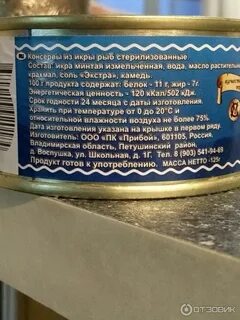 Консервы из икры рыб стерилизованные
Состав: икра минтая измельченная, вода, масло растительное,
крахмал, соль «Экстра», камедь.
100 г продукта содержат: Белок - 11 г, жир - 7г.
Энергетическая ценность - 120 кКал/502 кДж.
Срок годности 24 месяца с даты изготовления.
Хранить при температуре от 0 до 20°С и
относительной влажности воздуха не более 75%.
Дата изготовления указана на крышке в первом ряду.
Изготовитель: ООО «ПК «Прибой», 601105, Россия,
Владимирская область, Петушинский район,
д. Воспушка, ул. Школьная, д. 1Г. Тел. 8 (903) 541-94-69
Продукт готов к употреблению. МАССА НЕТТО -125г
ОТЗОВИК